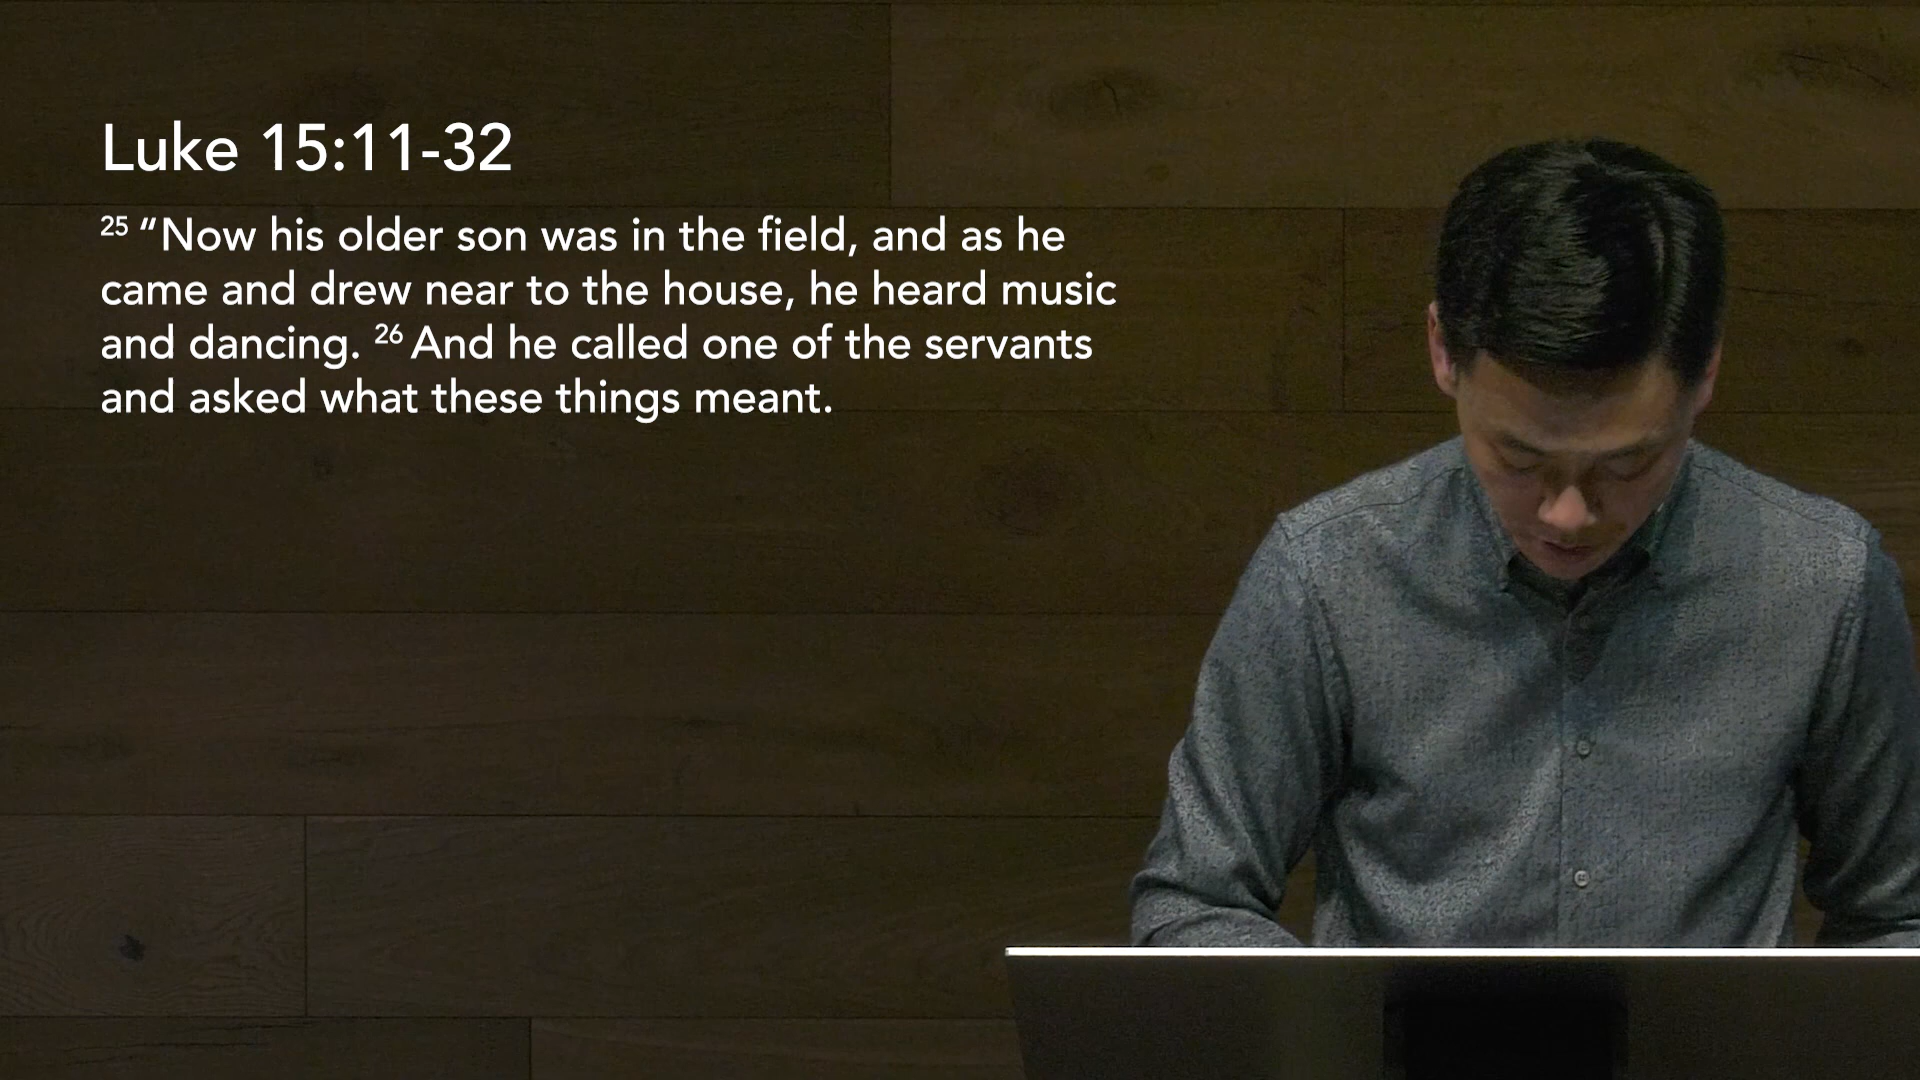 Luke 15:11-32
25 “Now his older son was in the field, and as he
came and drew near to the house, he heard music
and dancing. 26 And he called one of the servants
and asked what these things meant.